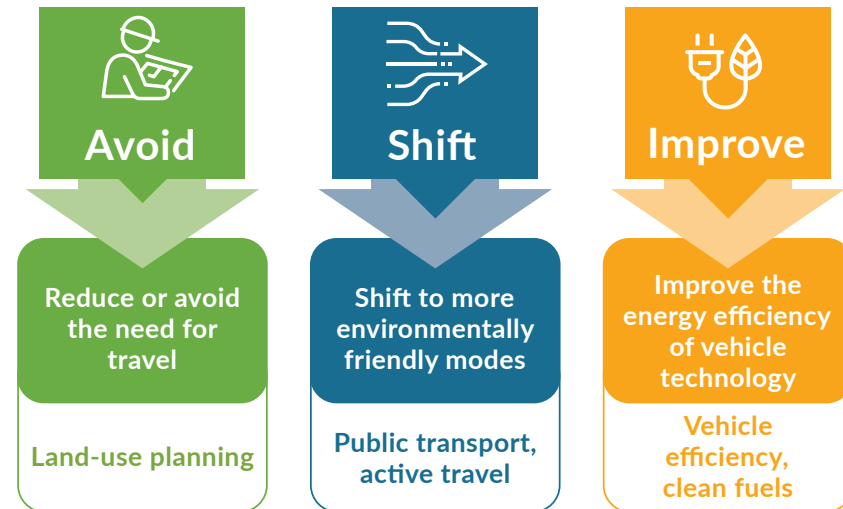 Avoid
Reduce or avoid
the need for
travel
Land-use planning
Shift
Shift to more
environmentally
friendly modes
Public transport,
active travel
Improve
Improve the
energy efficiency
of vehicle
technology
Vehicle
efficiency,
clean fuels